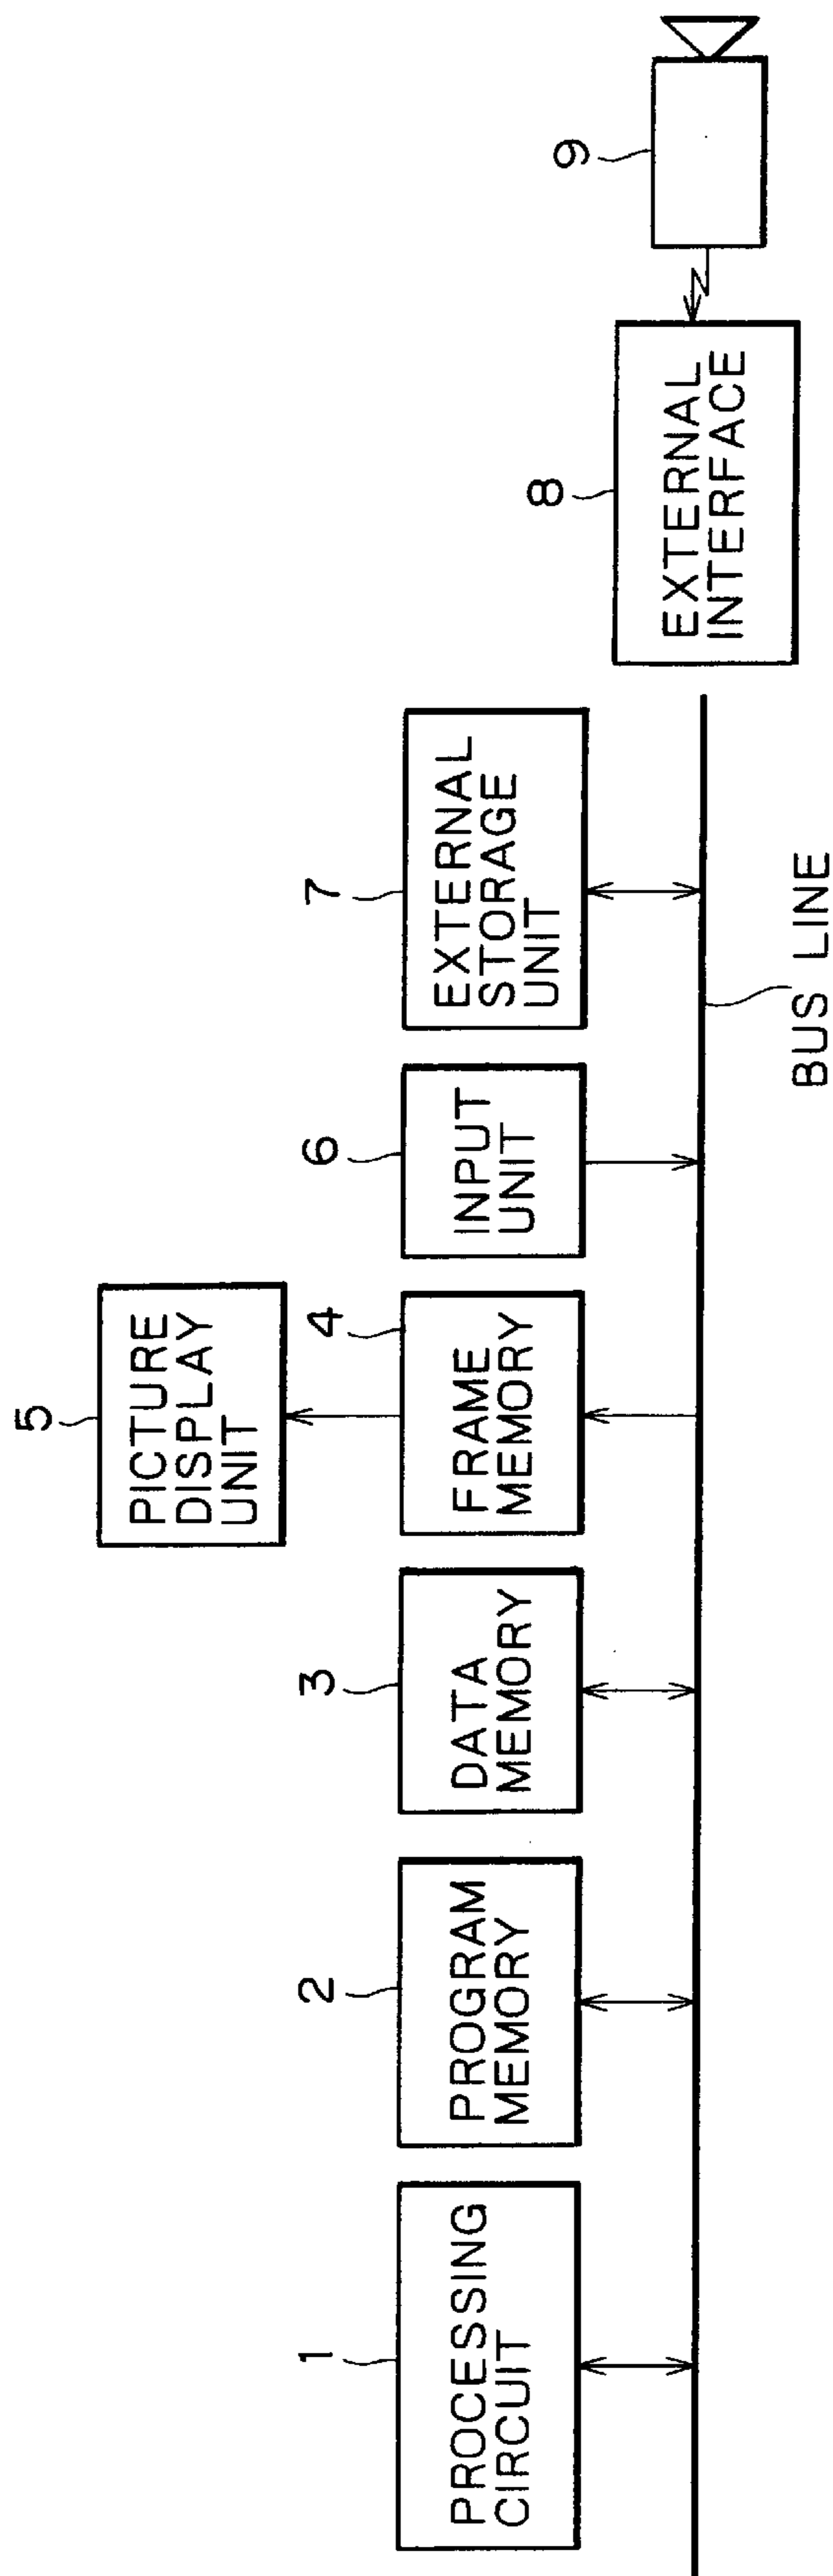 1
PROCESSING
CIRCUIT
2
PROGRAM
MEMORY
3
DATA
MEMORY
4
FRAME
MEMORY
5
PICTURE
DISPLAY
UNIT
6
INPUT
UNIT
7
EXTERNAL
STORAGE
UNIT
8
EXTERNAL
INTERFACE
9
BUS LINE